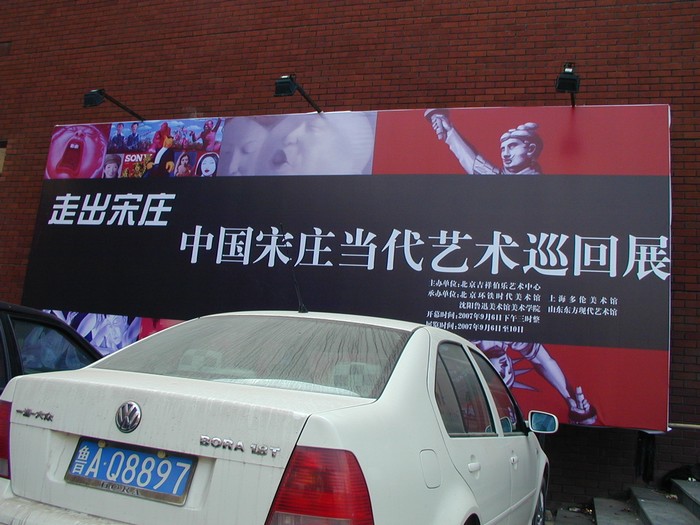 SONY
走出宋庄
中国宋庄当代艺术巡回展
主办单位:北京吉祥伯乐艺术中心
承办单位:北京环铁时代美术馆 上海多伦美术馆
沈阳鲁迅美术学院美术馆 山东东方现代艺术馆
开幕时间:2007年9月6日下午三时整
展览时间:2007年9月6日至10日
一汽-大众
BORA 1.8T
鲁A·Q8897